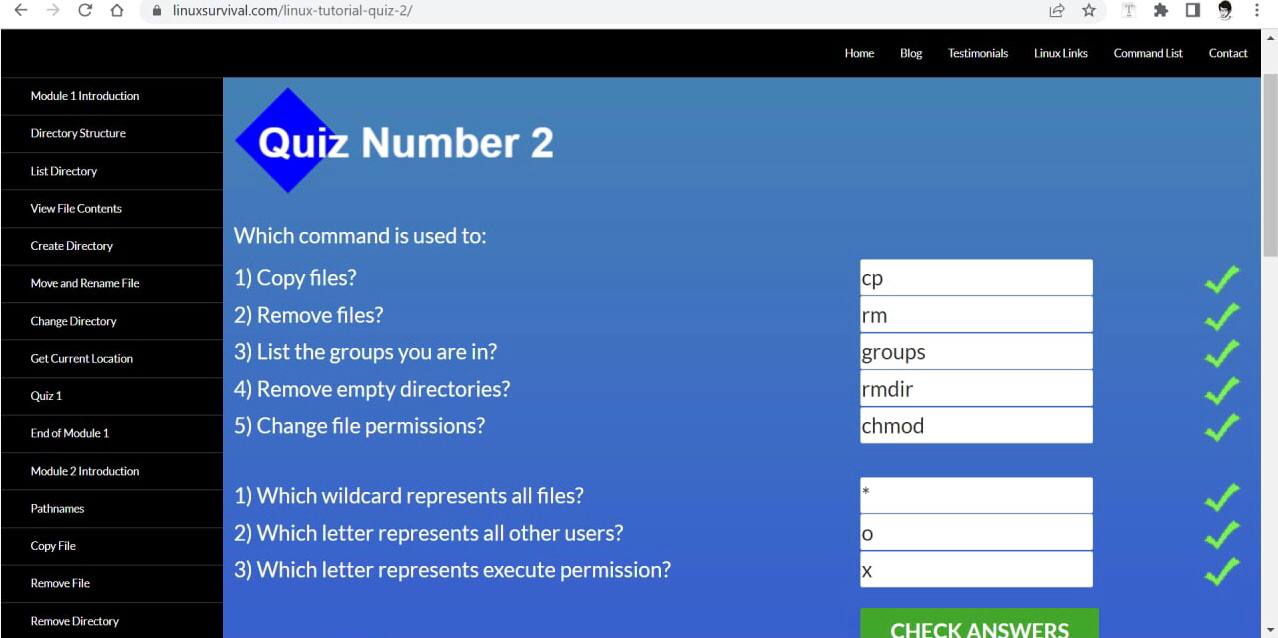 linuxsurvival.com/linux-tutorial-quiz-2/
Home Blog Testimonials Linux Links Command List Contact
Module 1 Introduction
Directory Structure
List Directory
View File Contents
Create Directory
Move and Rename File
Change Directory
Get Current Location
Quiz 1
End of Module 1
Module 2 Introduction
Pathnames
Copy File
Remove File
Remove Directory
Quiz Number 2
Which command is used to:
1) Copy files? cp
2) Remove files? rm
3) List the groups you are in? groups
4) Remove empty directories? rmdir
5) Change file permissions? chmod
1) Which wildcard represents all files? *
2) Which letter represents all other users? o
3) Which letter represents execute permission? x
CHECK ANSWERS